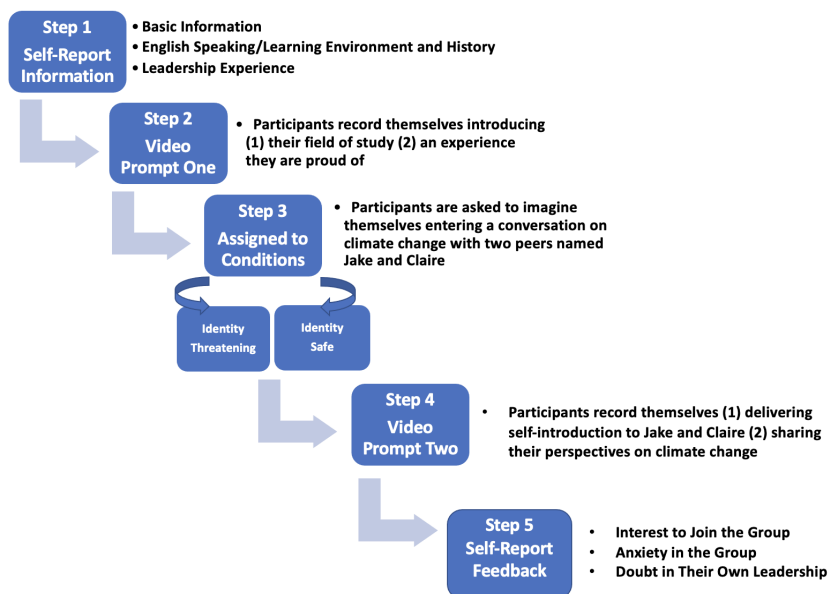 Step 1
Self-Report
Information
• Basic Information
• English Speaking/Learning Environment and History
• Leadership Experience
Step 2
Video
Prompt One
• Participants record themselves introducing
(1) their field of study (2) an experience
they are proud of
Step 3
Assigned to
Conditions
• Participants are asked to imagine
themselves entering a conversation on
climate change with two peers named
Jake and Claire
Identity
Threatening
Identity
Safe
Step 4
Video
Prompt Two
• Participants record themselves (1) delivering
self-introduction to Jake and Claire (2) sharing
their perspectives on climate change
Step 5
Self-Report
Feedback
• Interest to Join the Group
• Anxiety in the Group
• Doubt in Their Own Leadership